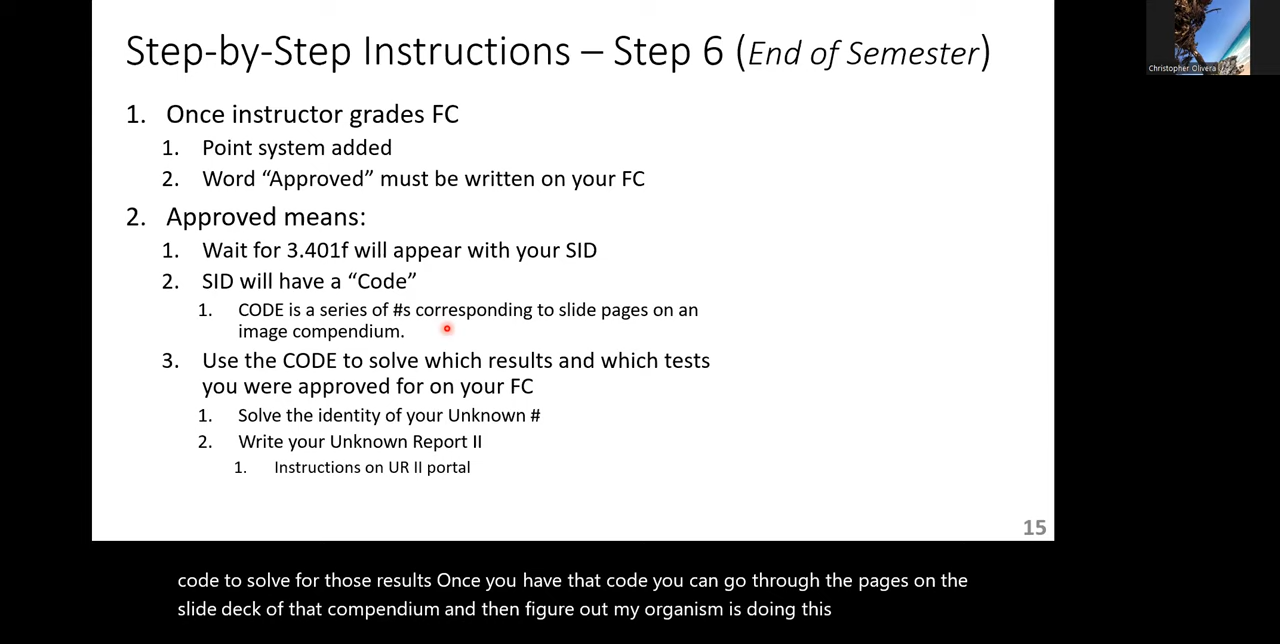 Step-by-Step Instructions – Step 6 (End of Semester)
Christopher Olivera
1. Once instructor grades FC
1. Point system added
2. Word “Approved” must be written on your FC
2. Approved means:
1. Wait for 3.401f will appear with your SID
2. SID will have a “Code”
1. CODE is a series of #s corresponding to slide pages on an
image compendium.
3. Use the CODE to solve which results and which tests
you were approved for on your FC
1. Solve the identity of your Unknown #
2. Write your Unknown Report II
1. Instructions on UR II portal
15
code to solve for those results Once you have that code you can go through the pages on the
slide deck of that compendium and then figure out my organism is doing this